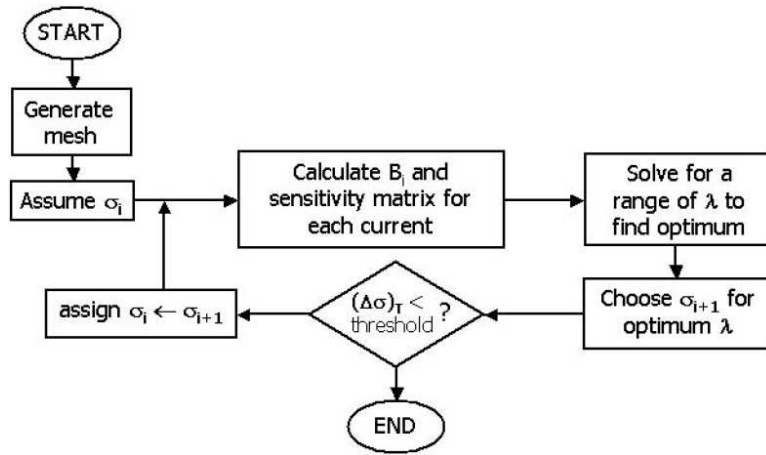 START
Generate
mesh
Assume σi
Calculate Bi and
sensitivity matrix for
each current
Solve for a
range of λ to
find optimum
Choose σi+1 for
optimum λ
(Δσ)T <
threshold ?
assign σi ← σi+1
END